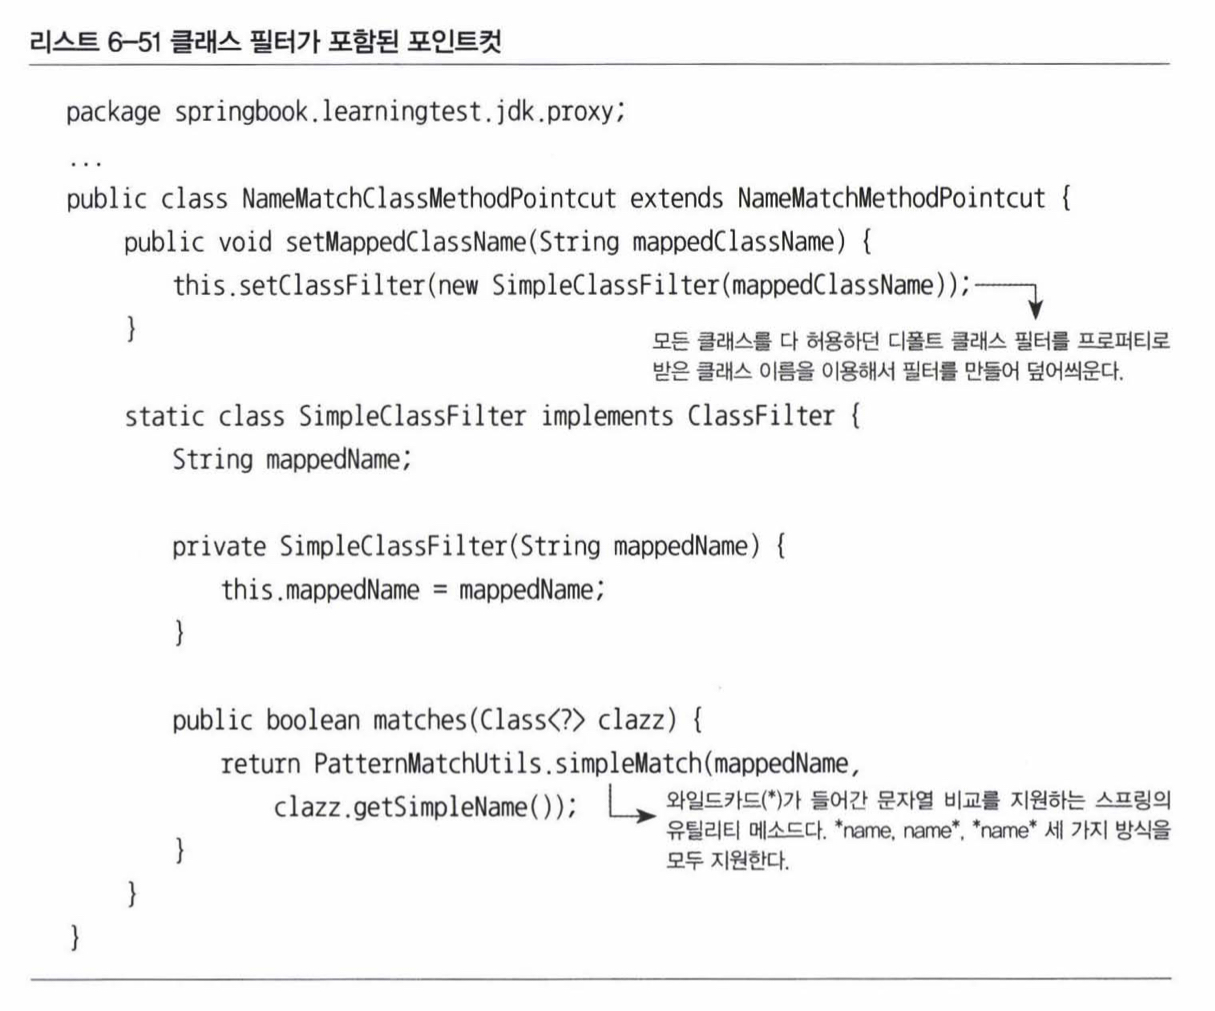 리스트 6–51 클래스 필터가 포함된 포인트컷
package springbook.learningtest.jdk.proxy;
...
public class NameMatchClassMethodPointcut extends NameMatchMethodPointcut {
public void setMappedClassName(String mappedClassName) {
this.setClassFilter(new SimpleClassFilter(mappedClassName));
}
모든 클래스를 다 허용하던 디폴트 클래스 필터를 프로퍼티로
받은 클래스 이름을 이용해서 필터를 만들어 덮어씌운다.
static class SimpleClassFilter implements ClassFilter {
String mappedName;
private SimpleClassFilter(String mappedName) {
this.mappedName = mappedName;
}
public boolean matches(Class<?> clazz) {
return PatternMatchUtils.simpleMatch(mappedName,
clazz.getSimpleName());
와일드카드(*)가 들어간 문자열 비교를 지원하는 스프링의
유틸리티 메소드다. *name, name*, *name* 세 가지 방식을
모두 지원한다.
}
}
}